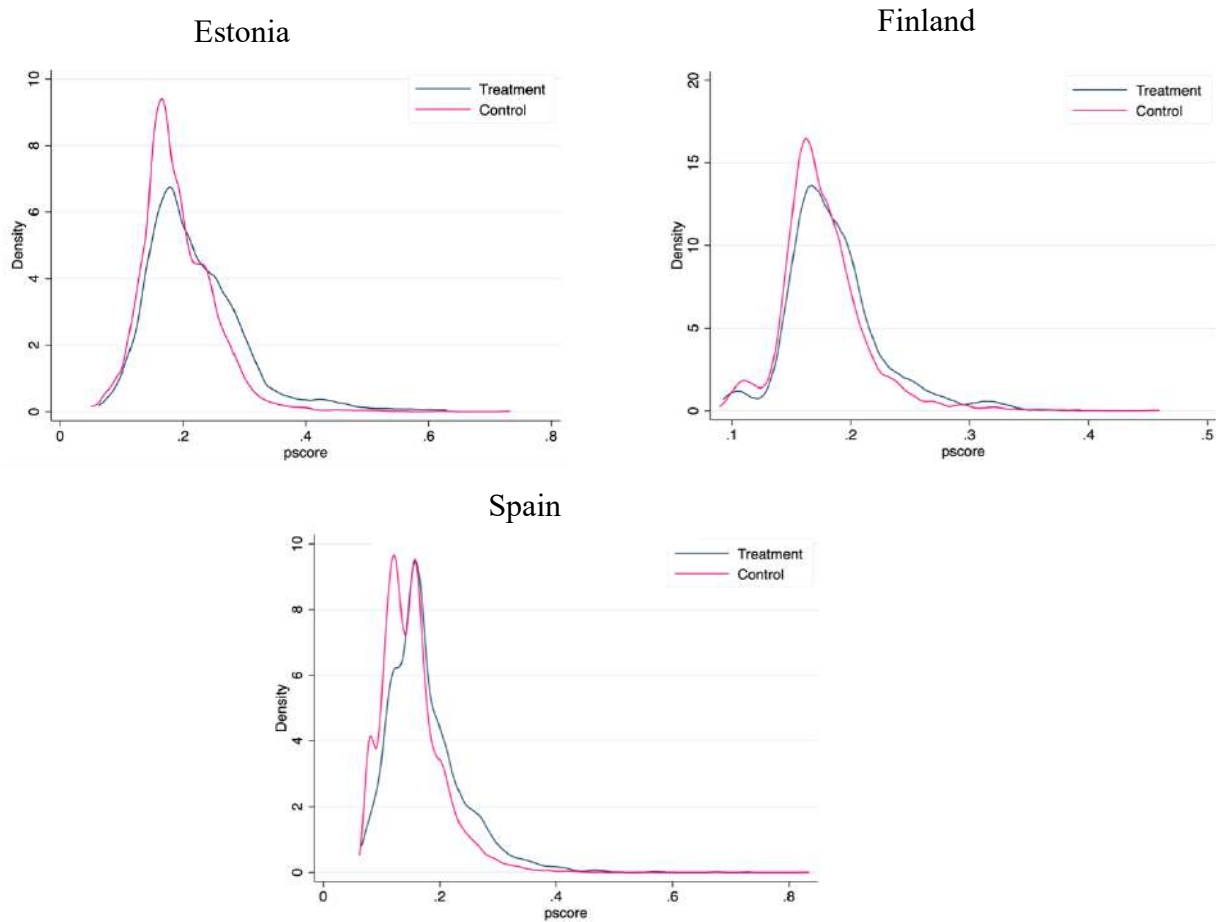 Estonia
Finland
10
8
6
4
2
0
Density
Treatment
Control
0
.2
.4
.6
.8
pscore
20
15
10
5
0
Density
Treatment
Control
.1
.2
.3
.4
.5
pscore
Spain
10
8
6
4
2
0
Density
Treatment
Control
0
.2
.4
.6
.8
pscore